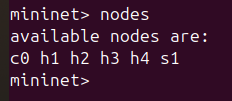 mininet> nodes
available nodes are:
c0 h1 h2 h3 h4 s1
mininet>